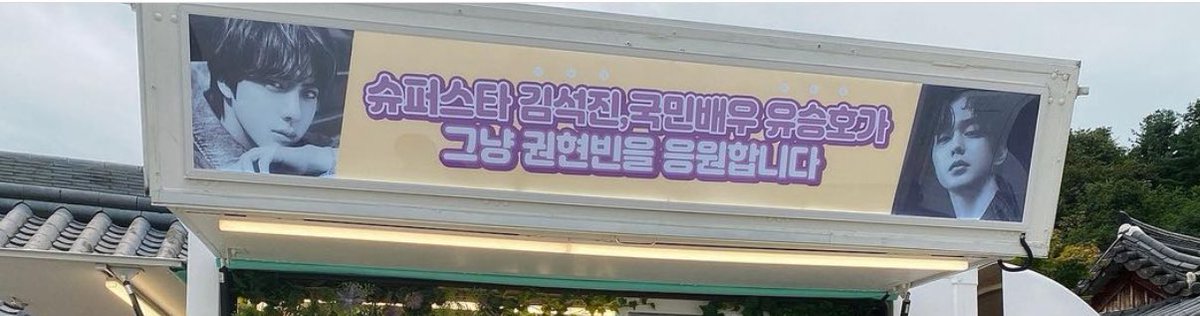 슈퍼스타 김석진,국민배우 유승호가
그냥 권현빈을 응원합니다